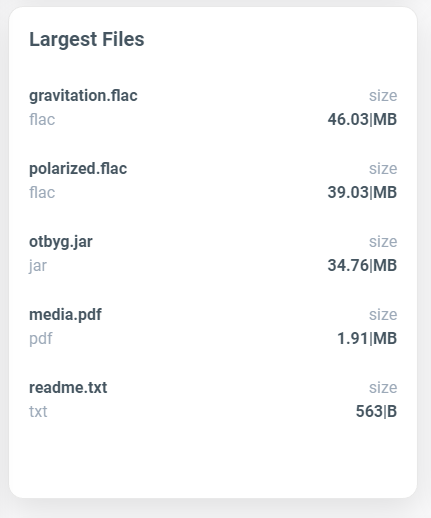 Largest Files
gravitation.flac size
flac 46.03|MB
polarized.flac size
flac 39.03|MB
otbyg.jar size
jar 34.76|MB
media.pdf size
pdf 1.91|MB
readme.txt size
txt 563|B